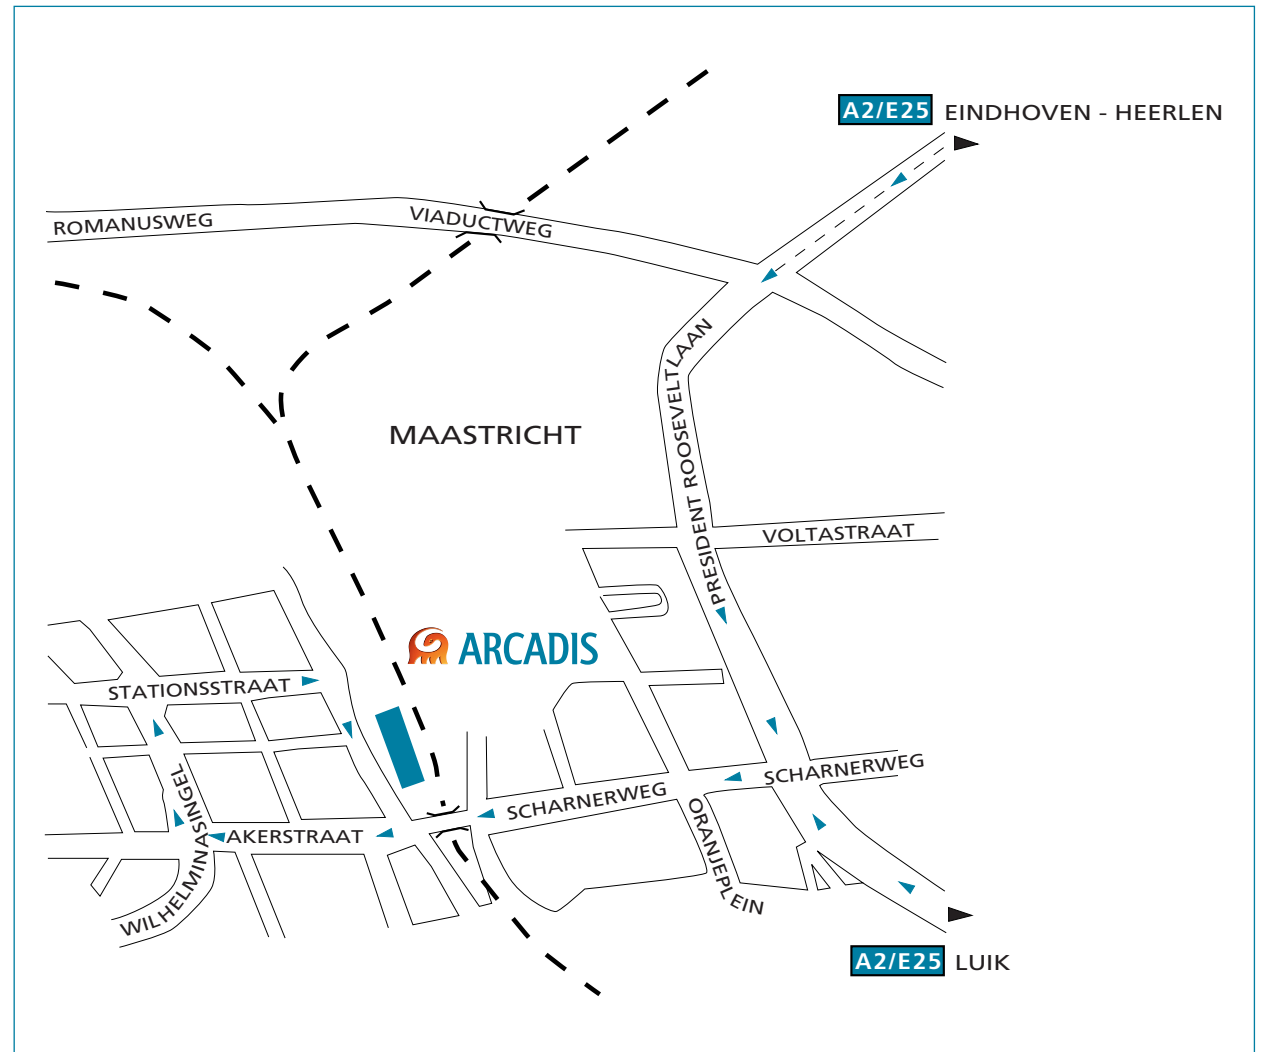 A2/E25 EINDHOVEN - HEERLEN
ROMANUSWEG
VIADUCTWEG
PRESIDENT ROOSEVELTLAAN
MAASTRICHT
VOLTASTRAAT
ARCADIS
STATIONSSTRAAT
SCHARNERWEG
SCHARNERWEG
WILHELMINASINGEL
AKERSTRAAT
ORANJEPLEIN
A2/E25 LUIK